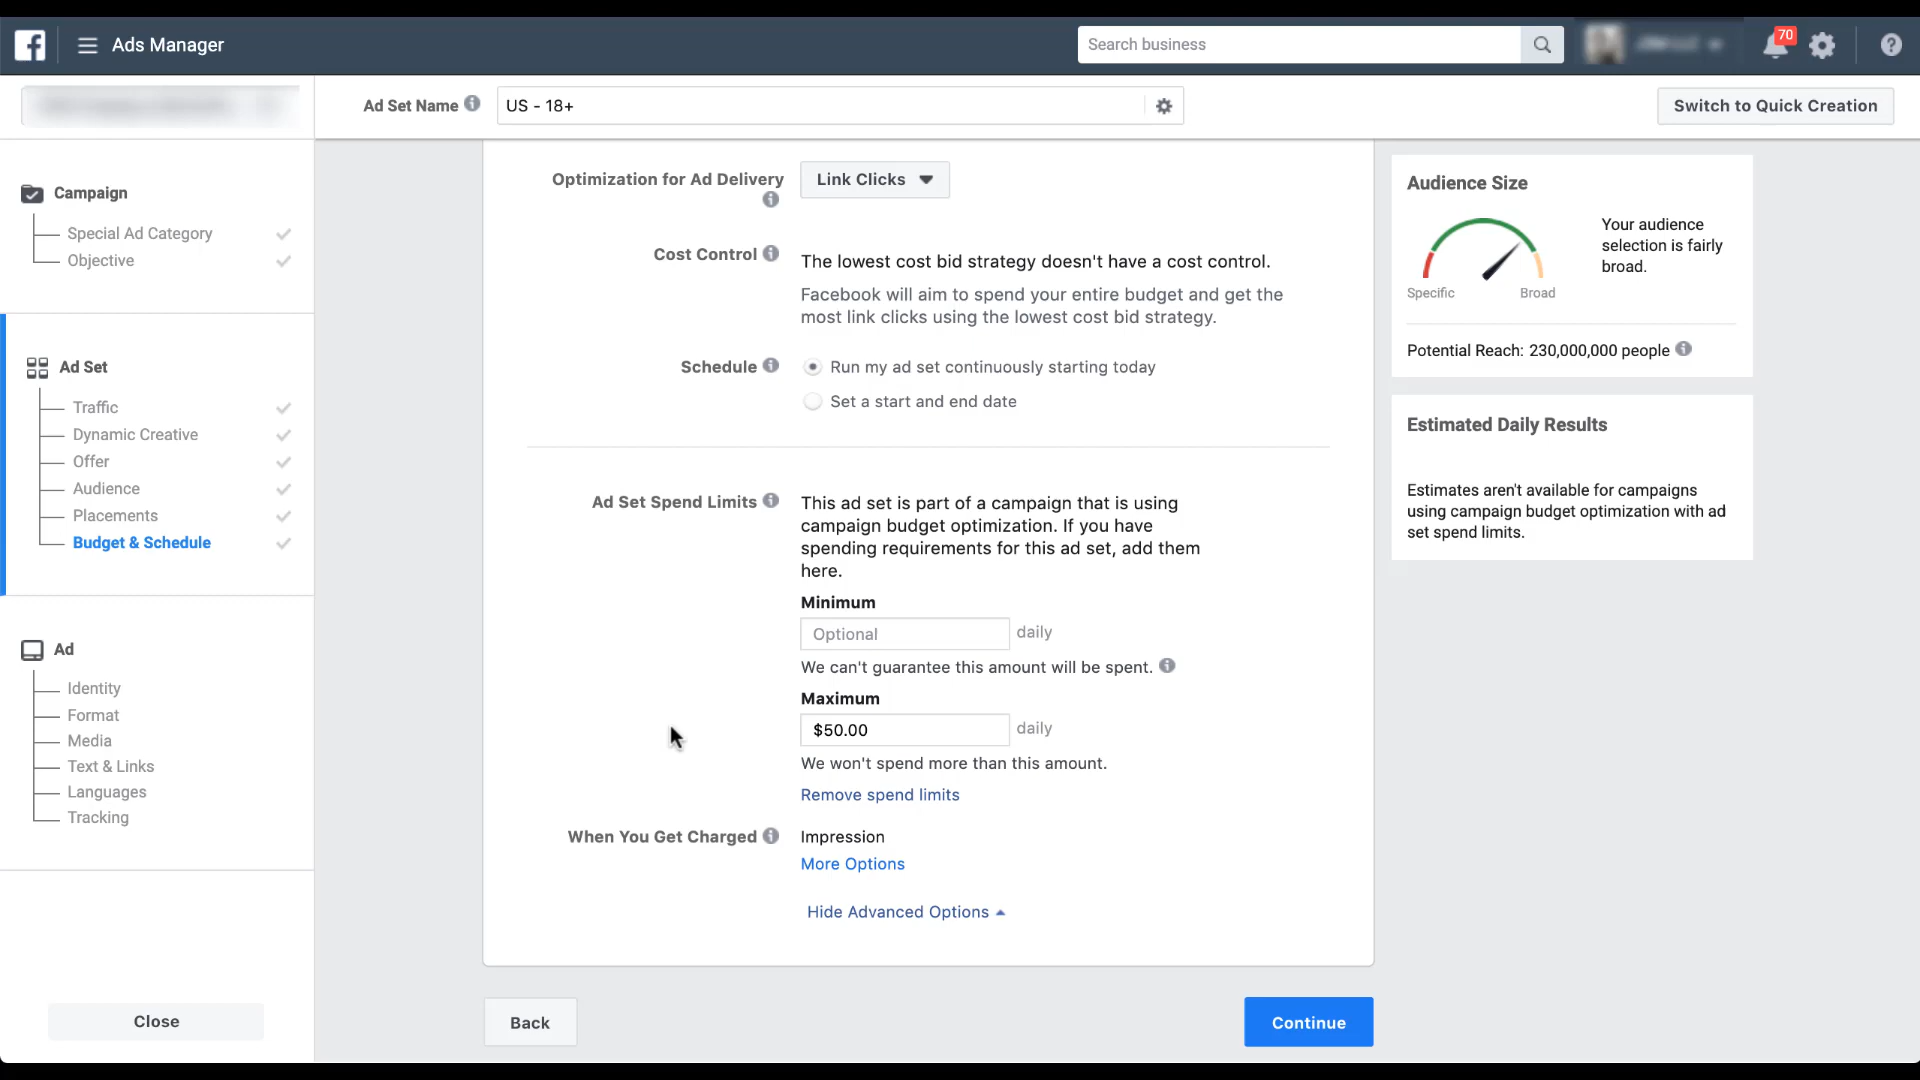 Ads Manager
Search business
70
Ad Set Name
US - 18+
Switch to Quick Creation
Campaign
Special Ad Category
Objective
Ad Set
Traffic
Dynamic Creative
Offer
Audience
Placements
Budget & Schedule
Ad
Identity
Format
Media
Text & Links
Languages
Tracking
Close
Optimization for Ad Delivery
Link Clicks
Cost Control
The lowest cost bid strategy doesn't have a cost control.
Facebook will aim to spend your entire budget and get the
most link clicks using the lowest cost bid strategy.
Schedule
Run my ad set continuously starting today
Set a start and end date
Ad Set Spend Limits
This ad set is part of a campaign that is using
campaign budget optimization. If you have
spending requirements for this ad set, add them
here.
Minimum
Optional daily
We can't guarantee this amount will be spent.
Maximum
$50.00 daily
We won't spend more than this amount.
Remove spend limits
When You Get Charged
Impression
More Options
Hide Advanced Options
Back
Continue
Audience Size
Your audience
selection is fairly
broad.
Specific
Broad
Potential Reach: 230,000,000 people
Estimated Daily Results
Estimates aren't available for campaigns
using campaign budget optimization with ad
set spend limits.